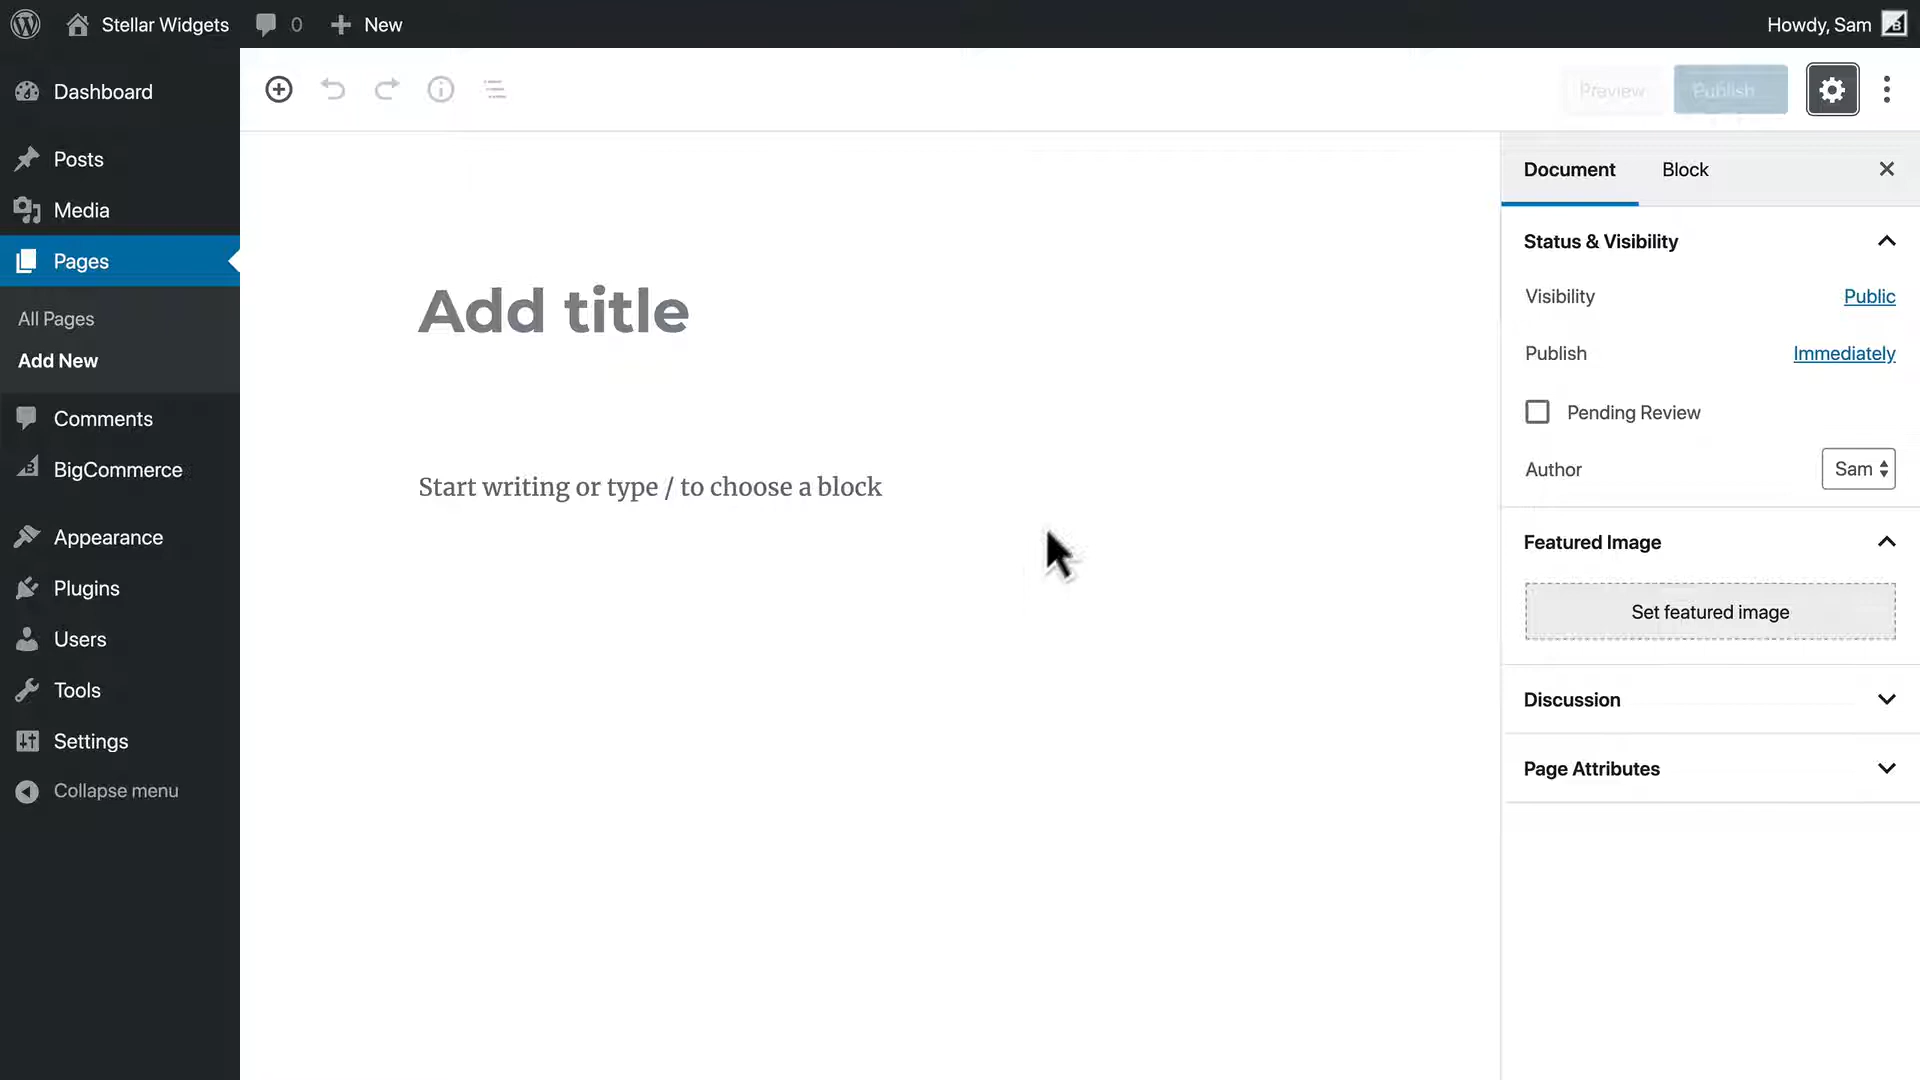 Stellar Widgets 0 New Howdy, Sam
Dashboard
Posts
Media
Pages
All Pages
Add New
Comments
BigCommerce
Appearance
Plugins
Users
Tools
Settings
Collapse menu
Preview Publish
Add title
Start writing or type / to choose a block
Document Block
Status & Visibility
Visibility Public
Publish Immediately
Pending Review
Author Sam
Featured Image
Set featured image
Discussion
Page Attributes